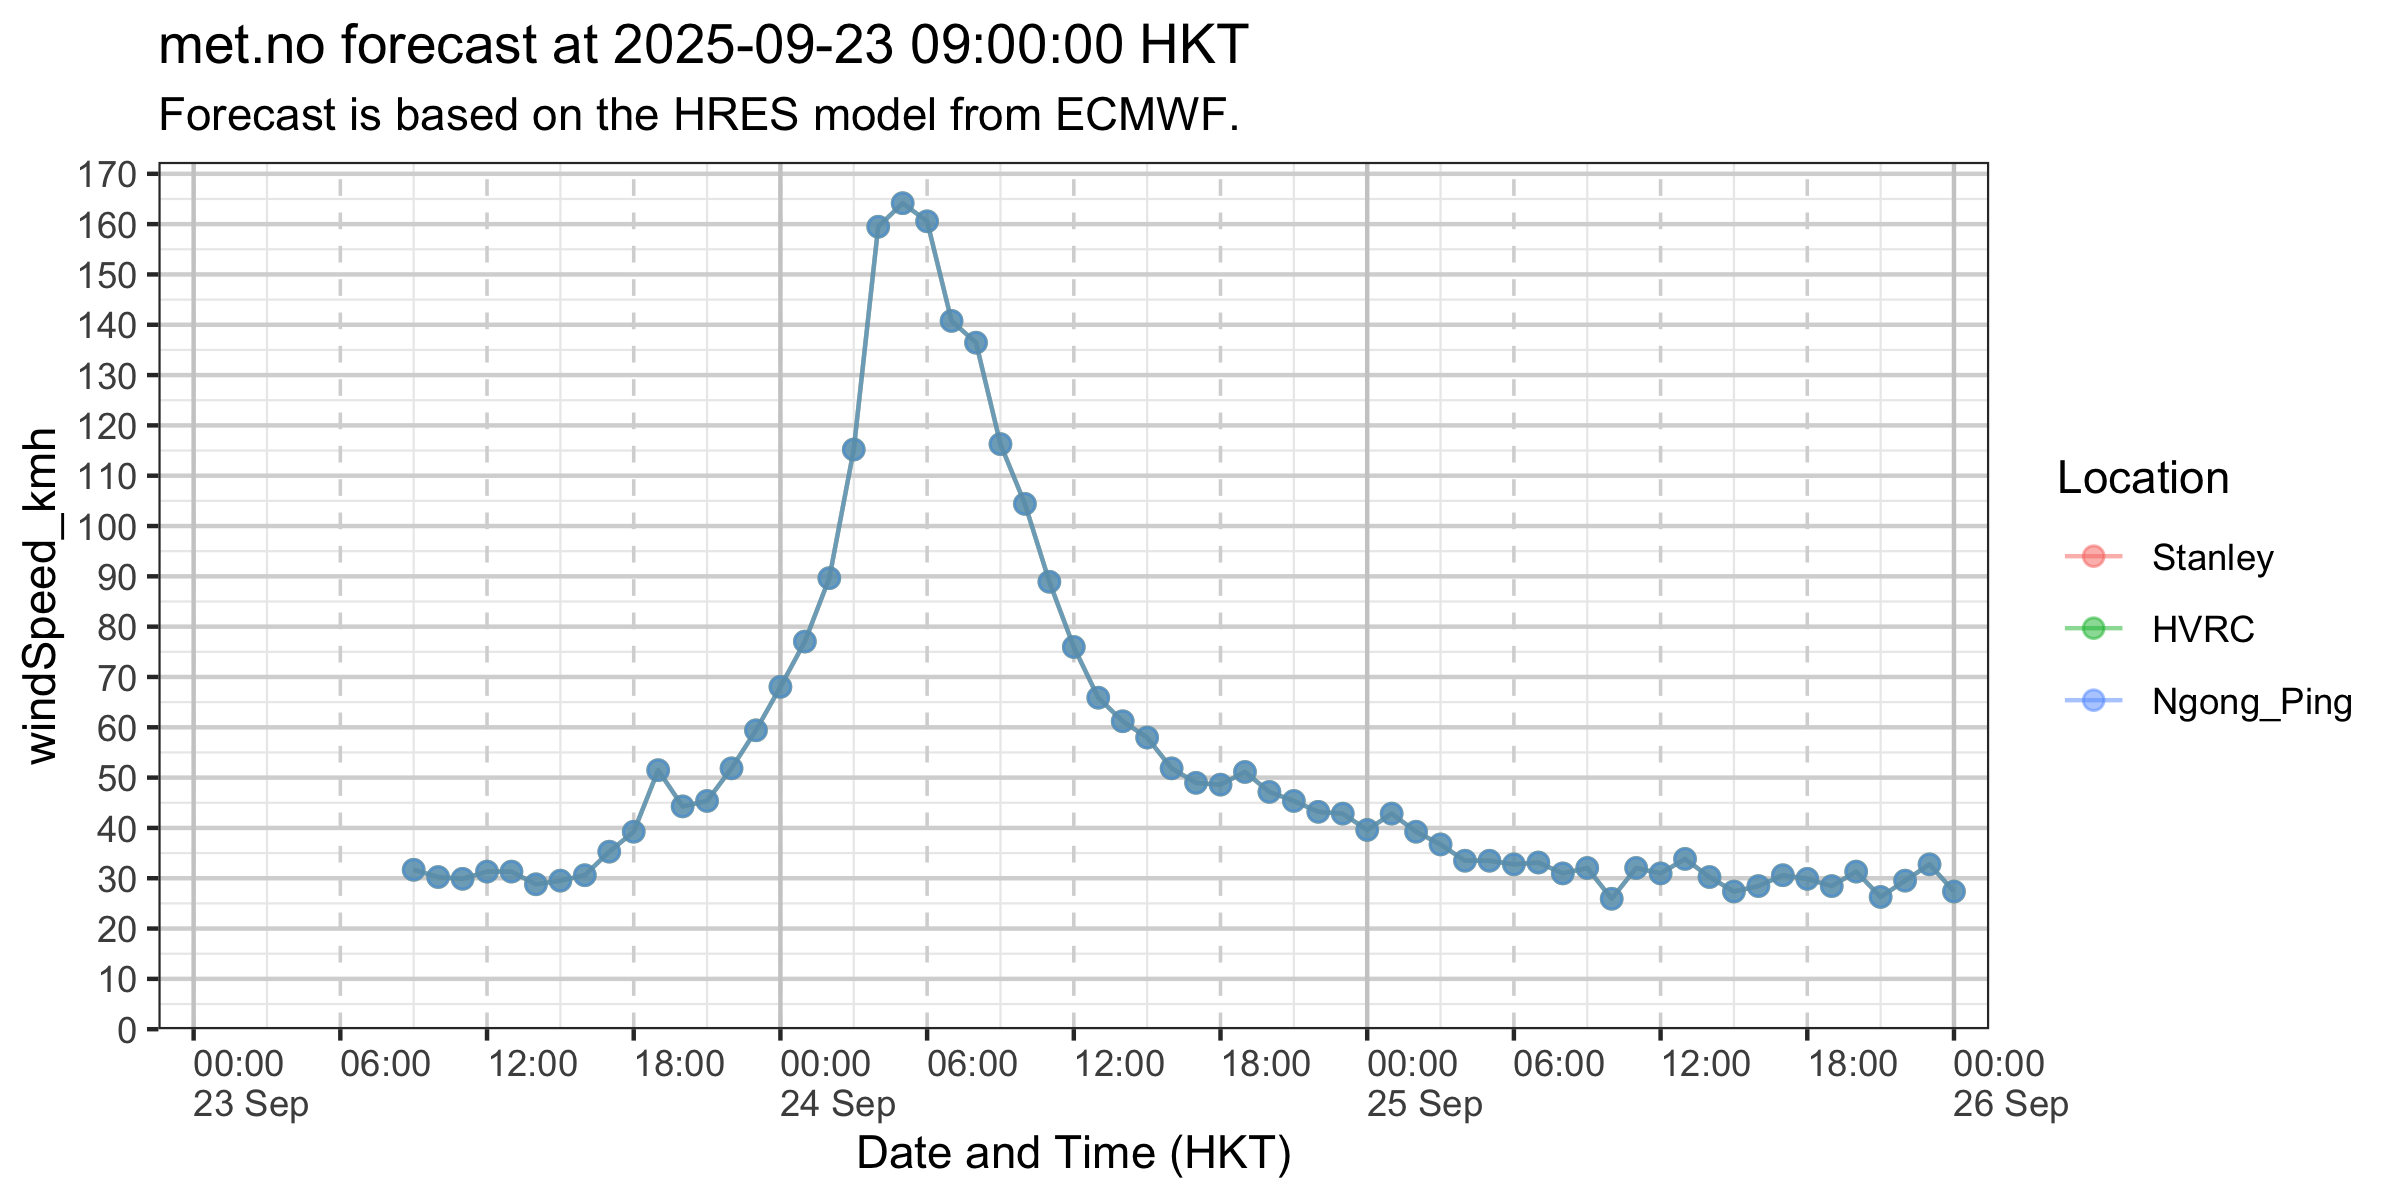 met.no forecast at 2025-09-23 09:00:00 HKT
Forecast is based on the HRES model from ECMWF.
windSpeed_kmh
170
160
150
140
130
120
110
100
90
80
70
60
50
40
30
20
10
0
00:00 06:00 12:00 18:00 00:00 06:00 12:00 18:00 00:00 06:00 12:00 18:00 00:00
23 Sep 24 Sep 25 Sep 26 Sep
Date and Time (HKT)
Location
Stanley
HVRC
Ngong_Ping